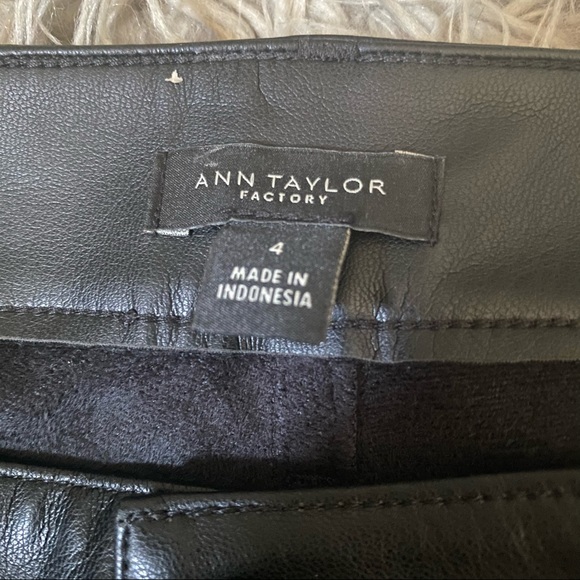 ANN TAYLOR
FACTORY
4
MADE IN
INDONESIA